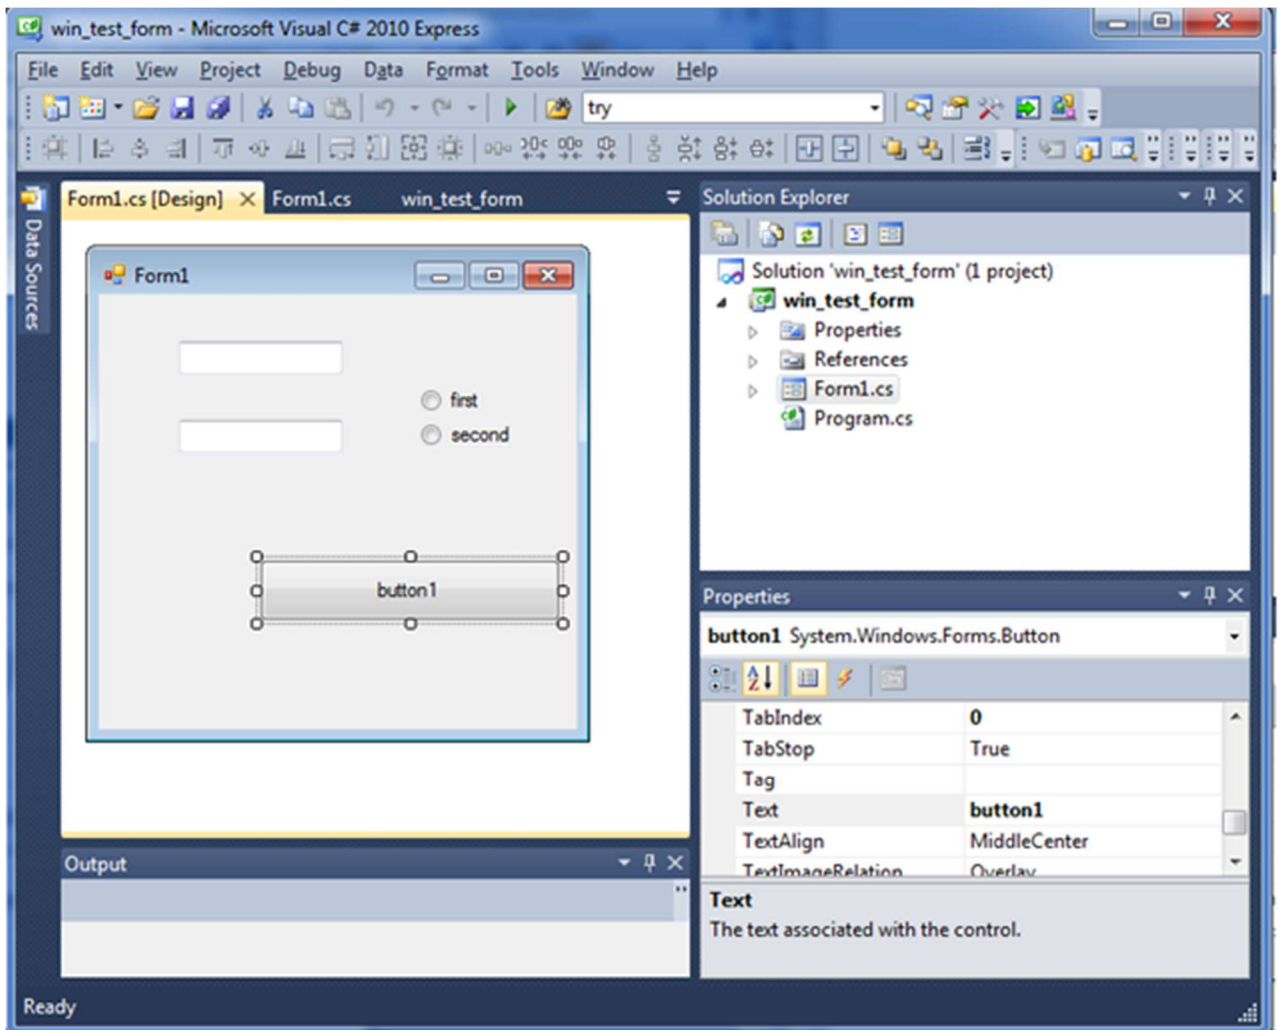 win_test_form - Microsoft Visual C# 2010 Express
File Edit View Project Debug Data Format Tools Window Help
try
Data Sources
Form1.cs [Design] Form1.cs win_test_form
Form1
first
second
button1
Output
Solution Explorer
Solution 'win_test_form' (1 project)
win_test_form
Properties
References
Form1.cs
Program.cs
Properties
button1 System.Windows.Forms.Button
TabIndex 0
TabStop True
Tag
Text button1
TextAlign MiddleCenter
TextImageRelation Overlay
Text
The text associated with the control.
Ready